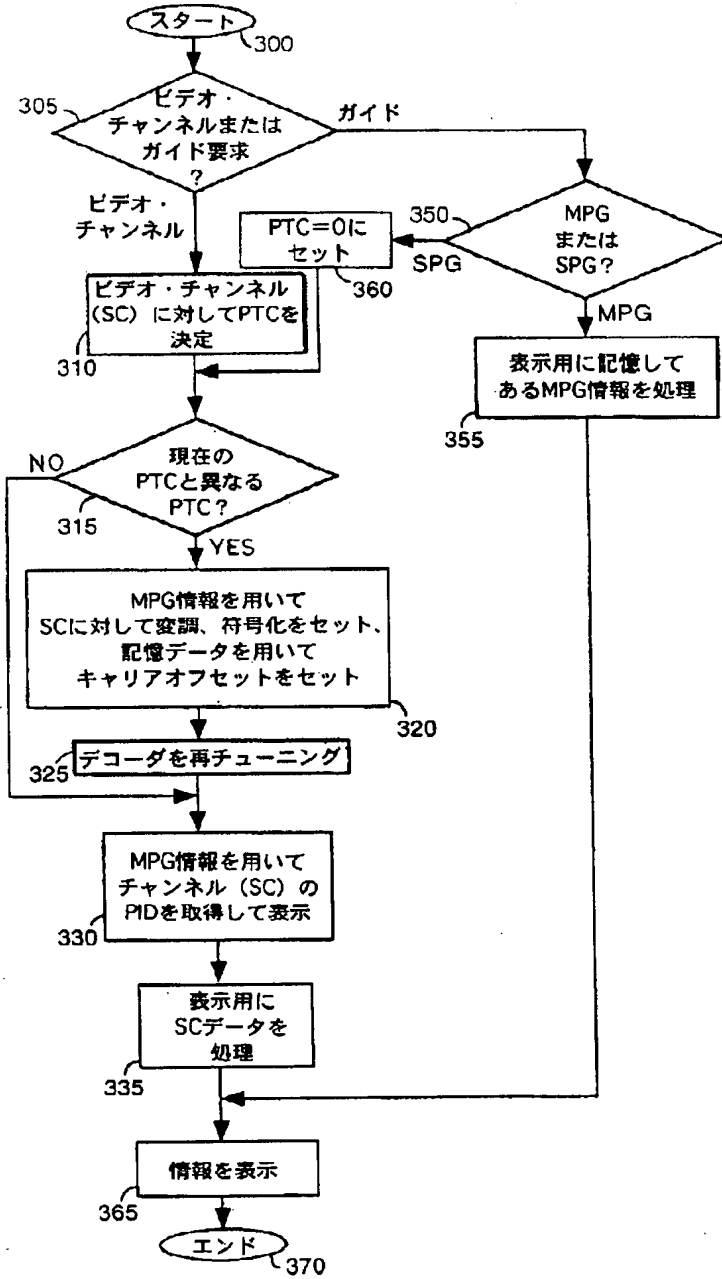 スタート
300
305
ビデオ・
チャンネルまたは
ガイド要求
?
ガイド
ビデオ・
チャンネル
350
MPG
または
SPG?
PTC=0に
セット
SPG
360
MPG
ビデオ・チャンネル
(SC)に対してPTCを
決定
310
表示用に記憶して
あるMPG情報を処理
355
NO
現在の
PTCと異なる
PTC?
315
YES
MPG情報を用いて
SCに対して変調、符号化をセット、
記憶データを用いて
キャリアオフセットをセット
320
325
デコーダを再チューニング
MPG情報を用いて
チャンネル(SC)の
PIDを取得して表示
330
表示用に
SCデータを
処理
335
情報を表示
365
エンド
370